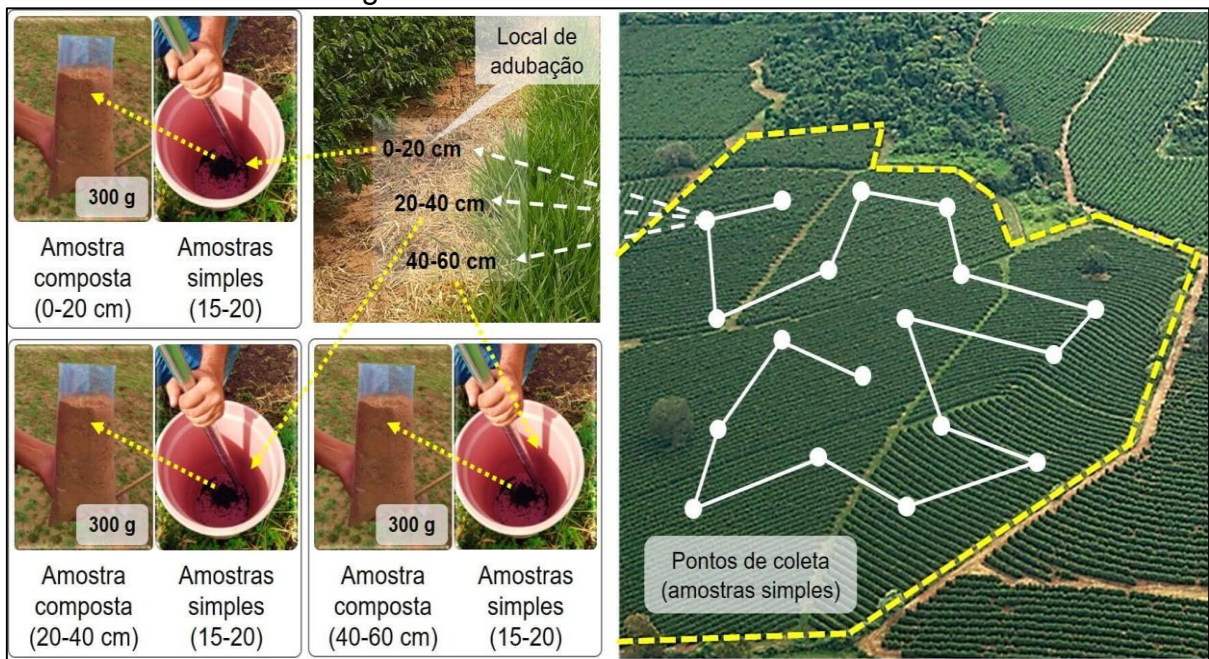 Local de
adubação
0-20 cm
20-40 cm
40-60 cm
300 g
Amostra
composta
(0-20 cm)
Amostras
simples
(15-20)
300 g
Amostra
composta
(20-40 cm)
Amostras
simples
(15-20)
300 g
Amostra
composta
(40-60 cm)
Amostras
simples
(15-20)
Pontos de coleta
(amostras simples)